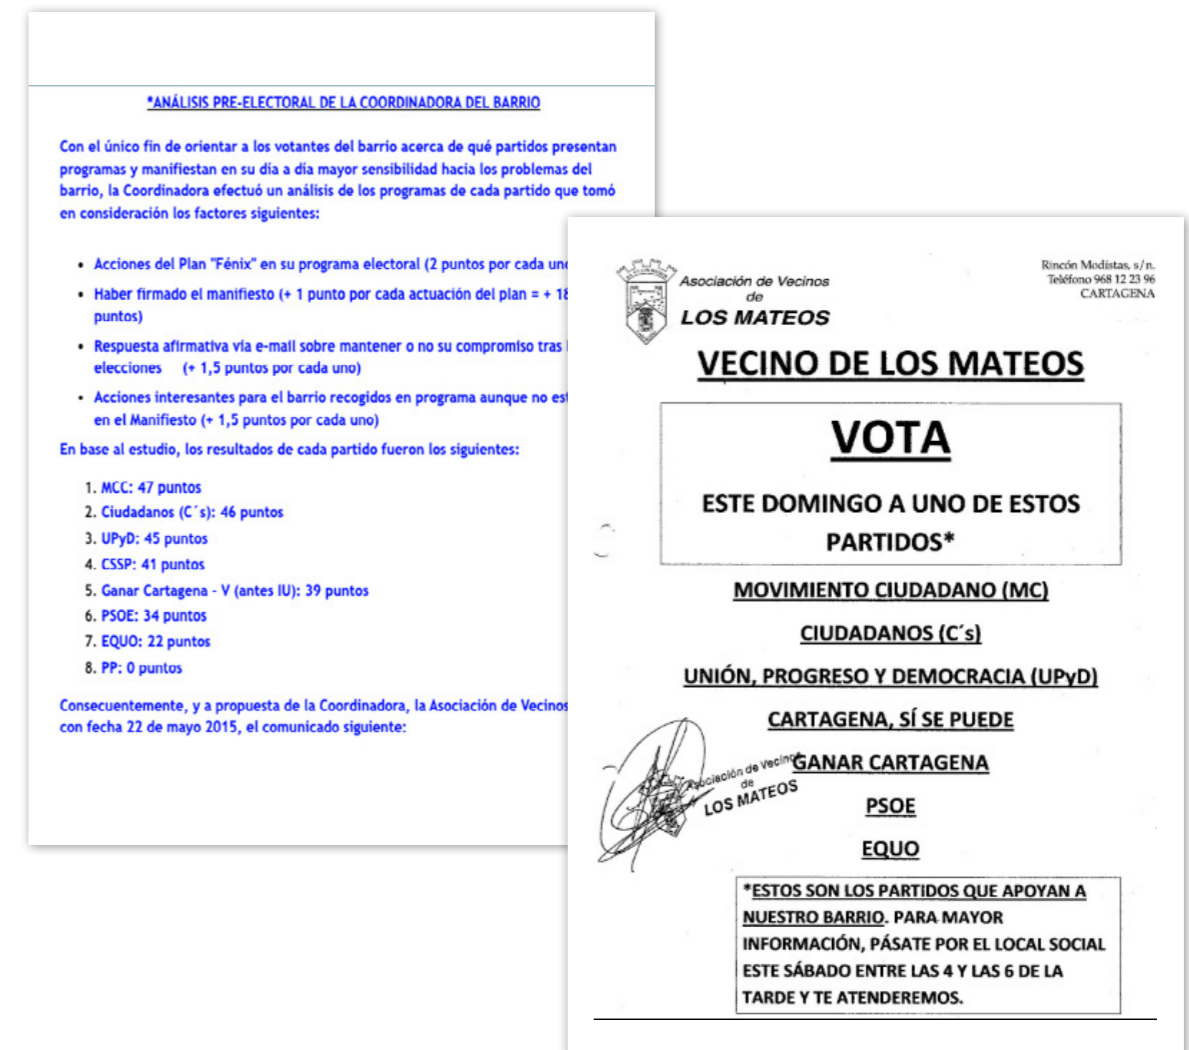 *ANÁLISIS PRE-ELECTORAL DE LA COORDINADORA DEL BARRIO
Con el único fin de orientar a los votantes del barrio acerca de qué partidos presentan
programas y manifiestan en su día a día mayor sensibilidad hacia los problemas del
barrio, la Coordinadora efectuó un análisis de los programas de cada partido que tomó
en consideración los factores siguientes:
• Acciones del Plan "Fénix" en su programa electoral (2 puntos por cada uno
• Haber firmado el manifiesto (+ 1 punto por cada actuación del plan = + 18
puntos)
• Respuesta afirmativa vía e-mail sobre mantener o no su compromiso tras
elecciones (+ 1,5 puntos por cada uno)
• Acciones interesantes para el barrio recogidos en programa aunque no
en el Manifiesto (+ 1,5 puntos por cada uno)
En base al estudio, los resultados de cada partido fueron los siguientes:
1. MCC: 47 puntos
2. Ciudadanos (C´s): 46 puntos
3. UPyD: 45 puntos
4. CSSP: 41 puntos
5. Ganar Cartagena - V (antes IU): 39 puntos
6. PSOE: 34 puntos
7. EQUO: 22 puntos
8. PP: 0 puntos
Consecuentemente, y a propuesta de la Coordinadora, la Asociación de Vecinos
con fecha 22 de mayo 2015, el comunicado siguiente:
Asociación de Vecinos
de
LOS MATEOS
Rincón Modistas, s/n.
Teléfono 968 12 23 96
CARTAGENA
VECINO DE LOS MATEOS
VOTA
ESTE DOMINGO A UNO DE ESTOS
PARTIDOS*
MOVIMIENTO CIUDADANO (MC)
CIUDADANOS (C´s)
UNIÓN, PROGRESO Y DEMOCRACIA (UPyD)
CARTAGENA, SÍ SE PUEDE
GANAR CARTAGENA
PSOE
EQUO
Asociación de Vecinos
de
LOS MATEOS
*ESTOS SON LOS PARTIDOS QUE APOYAN A
NUESTRO BARRIO. PARA MAYOR
INFORMACIÓN, PÁSATE POR EL LOCAL SOCIAL
ESTE SÁBADO ENTRE LAS 4 Y LAS 6 DE LA
TARDE Y TE ATENDEREMOS.